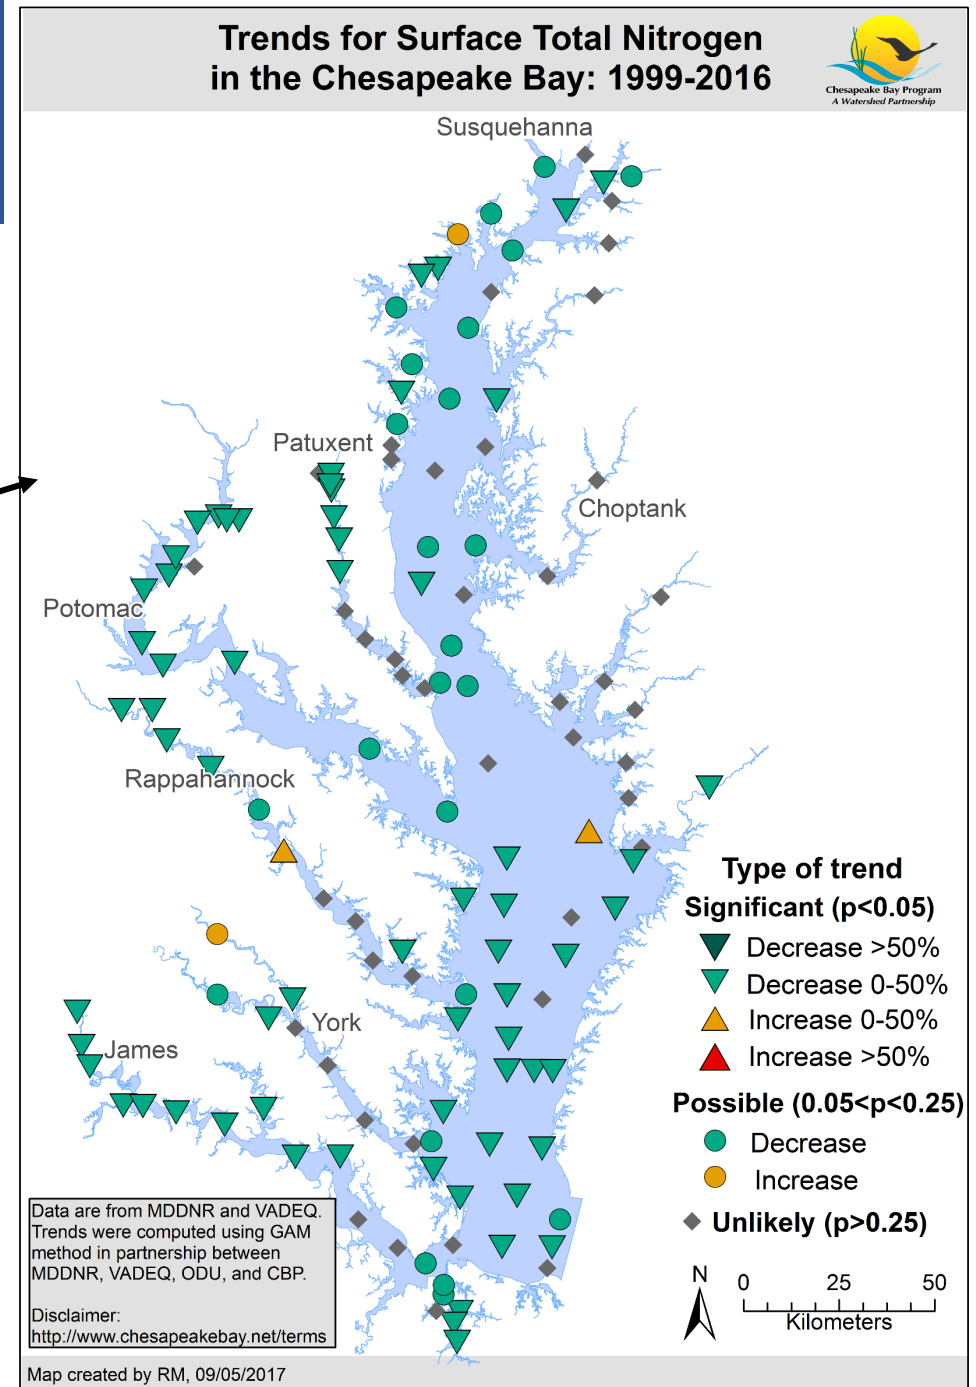 Trends for Surface Total Nitrogen
in the Chesapeake Bay: 1999-2016
Chesapeake Bay Program
A Watershed Partnership
Susquehanna
Patuxent
Choptank
Potomac
Rappahannock
York
James
Type of trend
Significant (p<0.05)
Decrease >50%
Decrease 0-50%
Increase 0-50%
Increase >50%
Possible (0.05<p<0.25)
Decrease
Increase
Unlikely (p>0.25)
N
0 25 50
Kilometers
Data are from MDDNR and VADEQ.
Trends were computed using GAM
method in partnership between
MDDNR, VADEQ, ODU, and CBP.
Disclaimer:
http://www.chesapeakebay.net/terms
Map created by RM, 09/05/2017